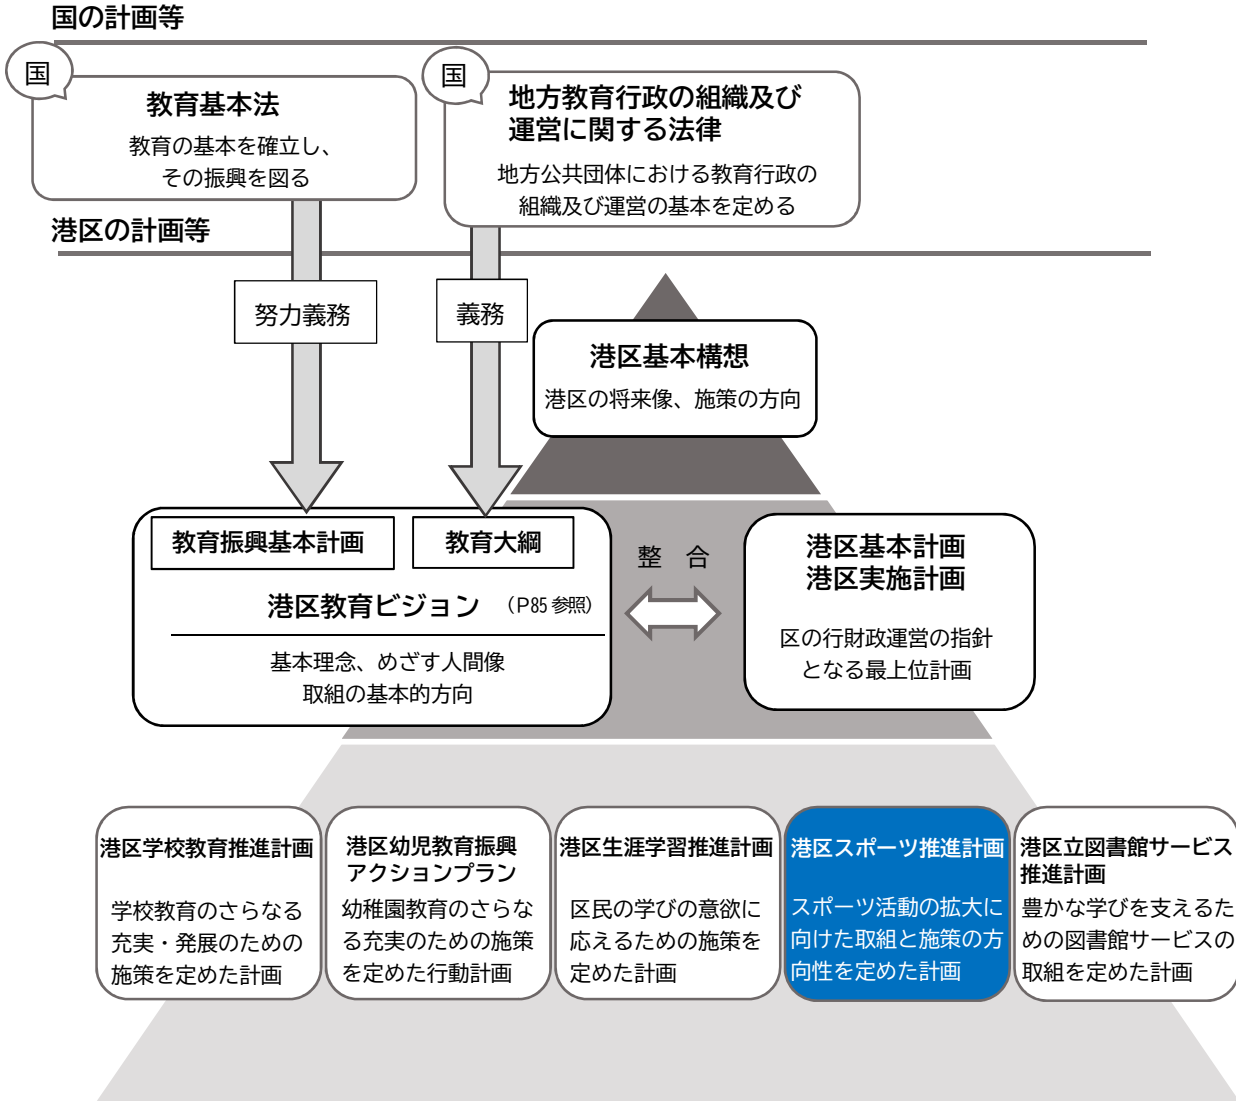 国の計画等
国
教育基本法
教育の基本を確立し、
その振興を図る
国
地方教育行政の組織及び
運営に関する法律
地方公共団体における教育行政の
組織及び運営の基本を定める
港区の計画等
努力義務
義務
港区基本構想
港区の将来像、施策の方向
教育振興基本計画
教育大綱
港区教育ビジョン （P85参照）
基本理念、めざす人間像
取組の基本的方向
整 合
港区基本計画
港区実施計画
区の行財政運営の指針
となる最上位計画
港区学校教育推進計画
学校教育のさらなる
充実・発展のための
施策を定めた計画
港区幼児教育振興
アクションプラン
幼稚園教育のさらな
る充実のための施策
を定めた行動計画
港区生涯学習推進計画
区民の学びの意欲に
応えるための施策を
定めた計画
港区スポーツ推進計画
スポーツ活動の拡大に
向けた取組と施策の方
向性を定めた計画
港区立図書館サービス
推進計画
豊かな学びを支えるた
めの図書館サービスの
取組を定めた計画